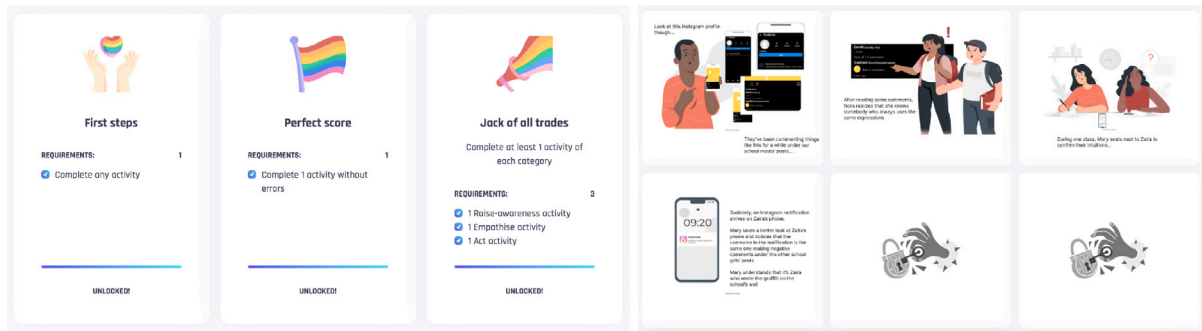 First steps
REQUIREMENTS: 1
Complete any activity
UNLOCKED!
Perfect score
REQUIREMENTS: 1
Complete 1 activity without
errors
UNLOCKED!
Jack of all trades
Complete at least 1 activity of
each category
REQUIREMENTS: 3
1 Raise-awareness activity
1 Empathise activity
1 Act activity
UNLOCKED!
Look at this Instagram profile
though...
They've been commenting things
like this for a while under our
school mates' posts...
After reading some comments,
Nora realizes that she knows
somebody who always uses the
same expressions
During one class, Mary seats next to Zaira to
confirm their intuitions...
09:20
Suddenly, an Instagram notification
arrives on Zaira's phone.
Mary takes a better look at Zaira's
phone and notices that the
username in the notification is the
same one making negative
comments under the other school
girls' posts.
Mary understands that it's Zaira
who wrote the graffiti on the
school's wall